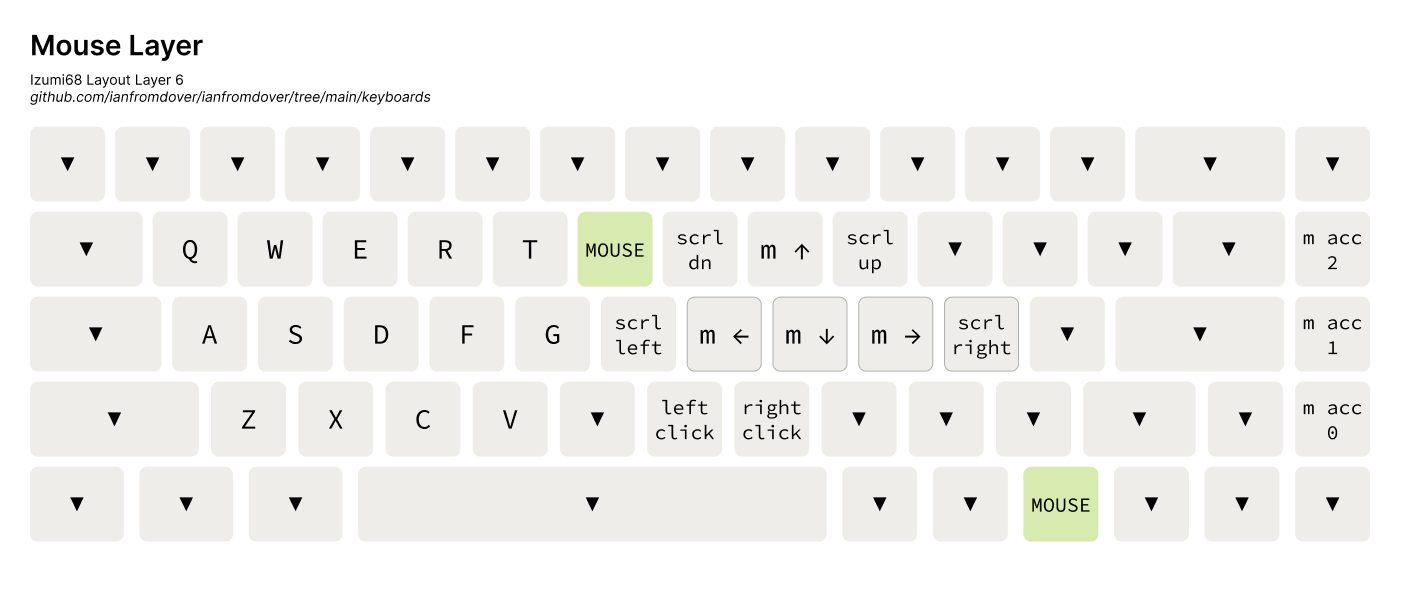 Mouse Layer
Izumi68 Layout Layer 6
github.com/ianfromdover/ianfromdover/tree/main/keyboards
▼ ▼ ▼ ▼ ▼ ▼ ▼ ▼ ▼ ▼ ▼ ▼ ▼ ▼ ▼
▼ Q W E R T MOUSE scrl dn m ↑ scrl up ▼ ▼ ▼ ▼ m acc 2
▼ A S D F G scrl left m ← m ↓ m → scrl right ▼ ▼ m acc 1
▼ Z X C V ▼ left click right click ▼ ▼ ▼ ▼ ▼ m acc 0
▼ ▼ ▼ ▼ ▼ ▼ MOUSE ▼ ▼ ▼